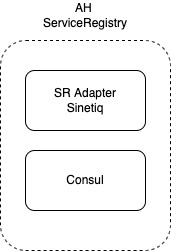 AH
ServiceRegistry
SR Adapter
Sinetiq
Consul